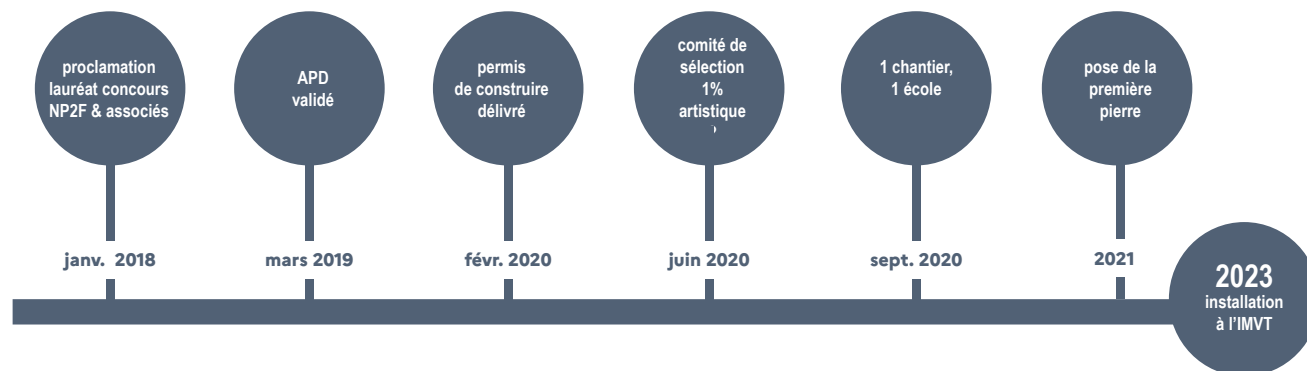 proclamation
lauréat concours
NP2F & associés
janv. 2018
APD
validé
mars 2019
permis
de construire
délivré
févr. 2020
comité de
sélection
1%
artistique
juin 2020
1 chantier,
1 école
sept. 2020
pose de la
première
pierre
2021
2023
installation
à l'IMVT